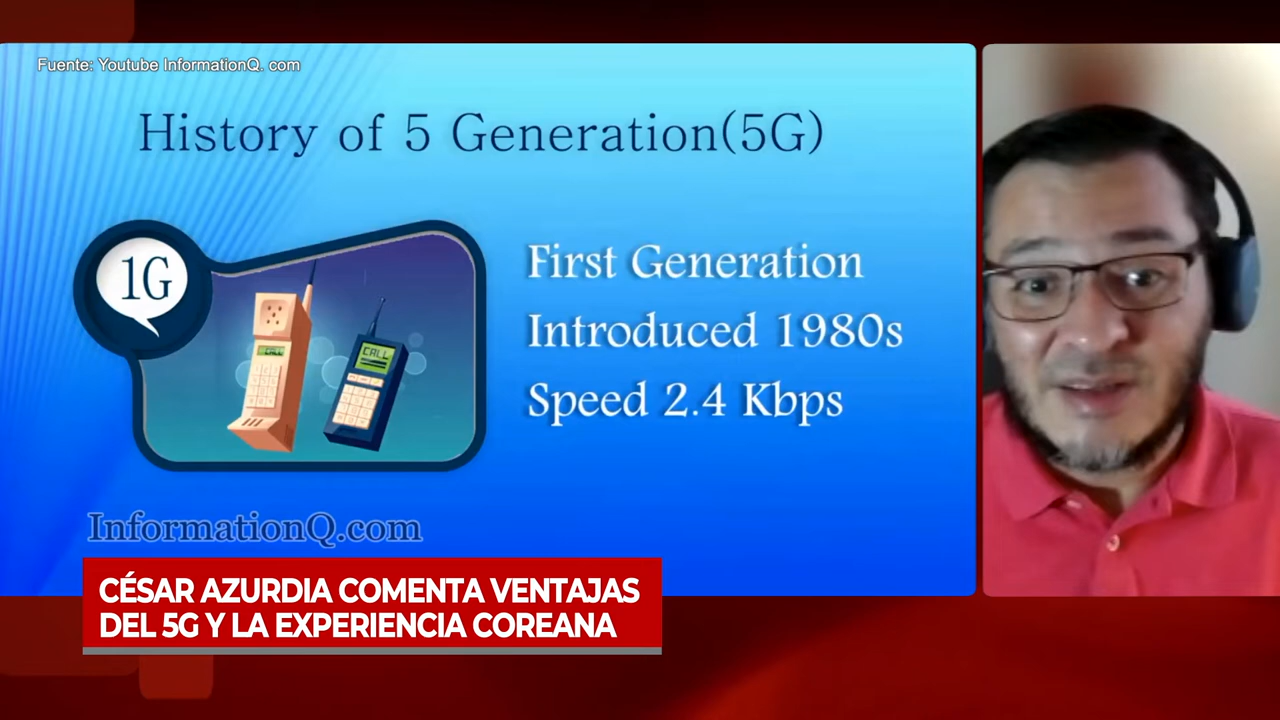 Fuente: Youtube InformationQ. com
History of 5 Generation(5G)
1G
First Generation
Introduced 1980s
Speed 2.4 Kbps
CALL
CALL
InformationQ.com
CÉSAR AZURDIA COMENTA VENTAJAS
DEL 5G Y LA EXPERIENCIA COREANA